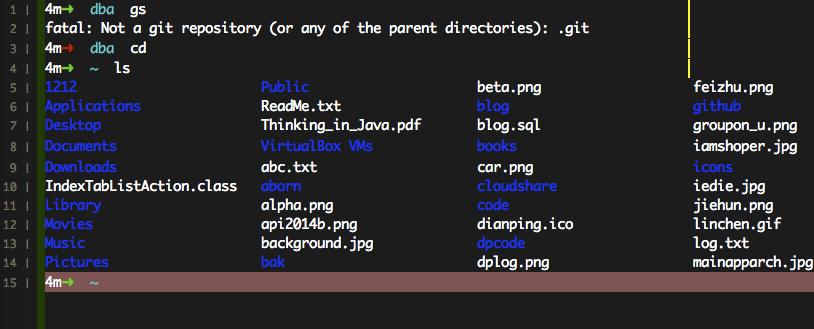 1 4m→ dba gs
2 fatal: Not a git repository (or any of the parent directories): .git
3 4m→ dba cd
4 4m→ ~ ls
5 1212 Public beta.png feizhu.png
6 Applications ReadMe.txt blog github
7 Desktop Thinking_in_Java.pdf blog.sql groupon_u.png
8 Documents VirtualBox VMs books iamshoper.jpg
9 Downloads abc.txt car.png icons
10 IndexTabListAction.class aborn cloudshare iedie.jpg
11 Library alpha.png code jiehun.png
12 Movies api2014b.png dianping.ico linchen.gif
13 Music background.jpg dpcode log.txt
14 Pictures bak dplog.png mainapparch.jpg
15 4m→ ~